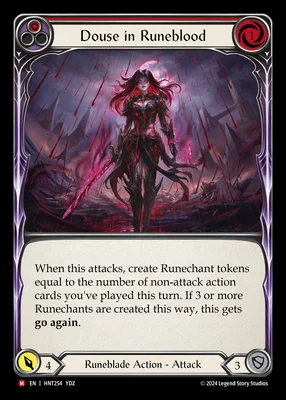 Douse in Runeblood
1
When this attacks, create Runechant tokens
equal to the number of non-attack action
cards you've played this turn. If 3 or more
Runechants are created this way, this gets
go again.
4
Runeblade Action - Attack
3
M EN | HNT254 YDZ
© 2024 Legend Story Studios